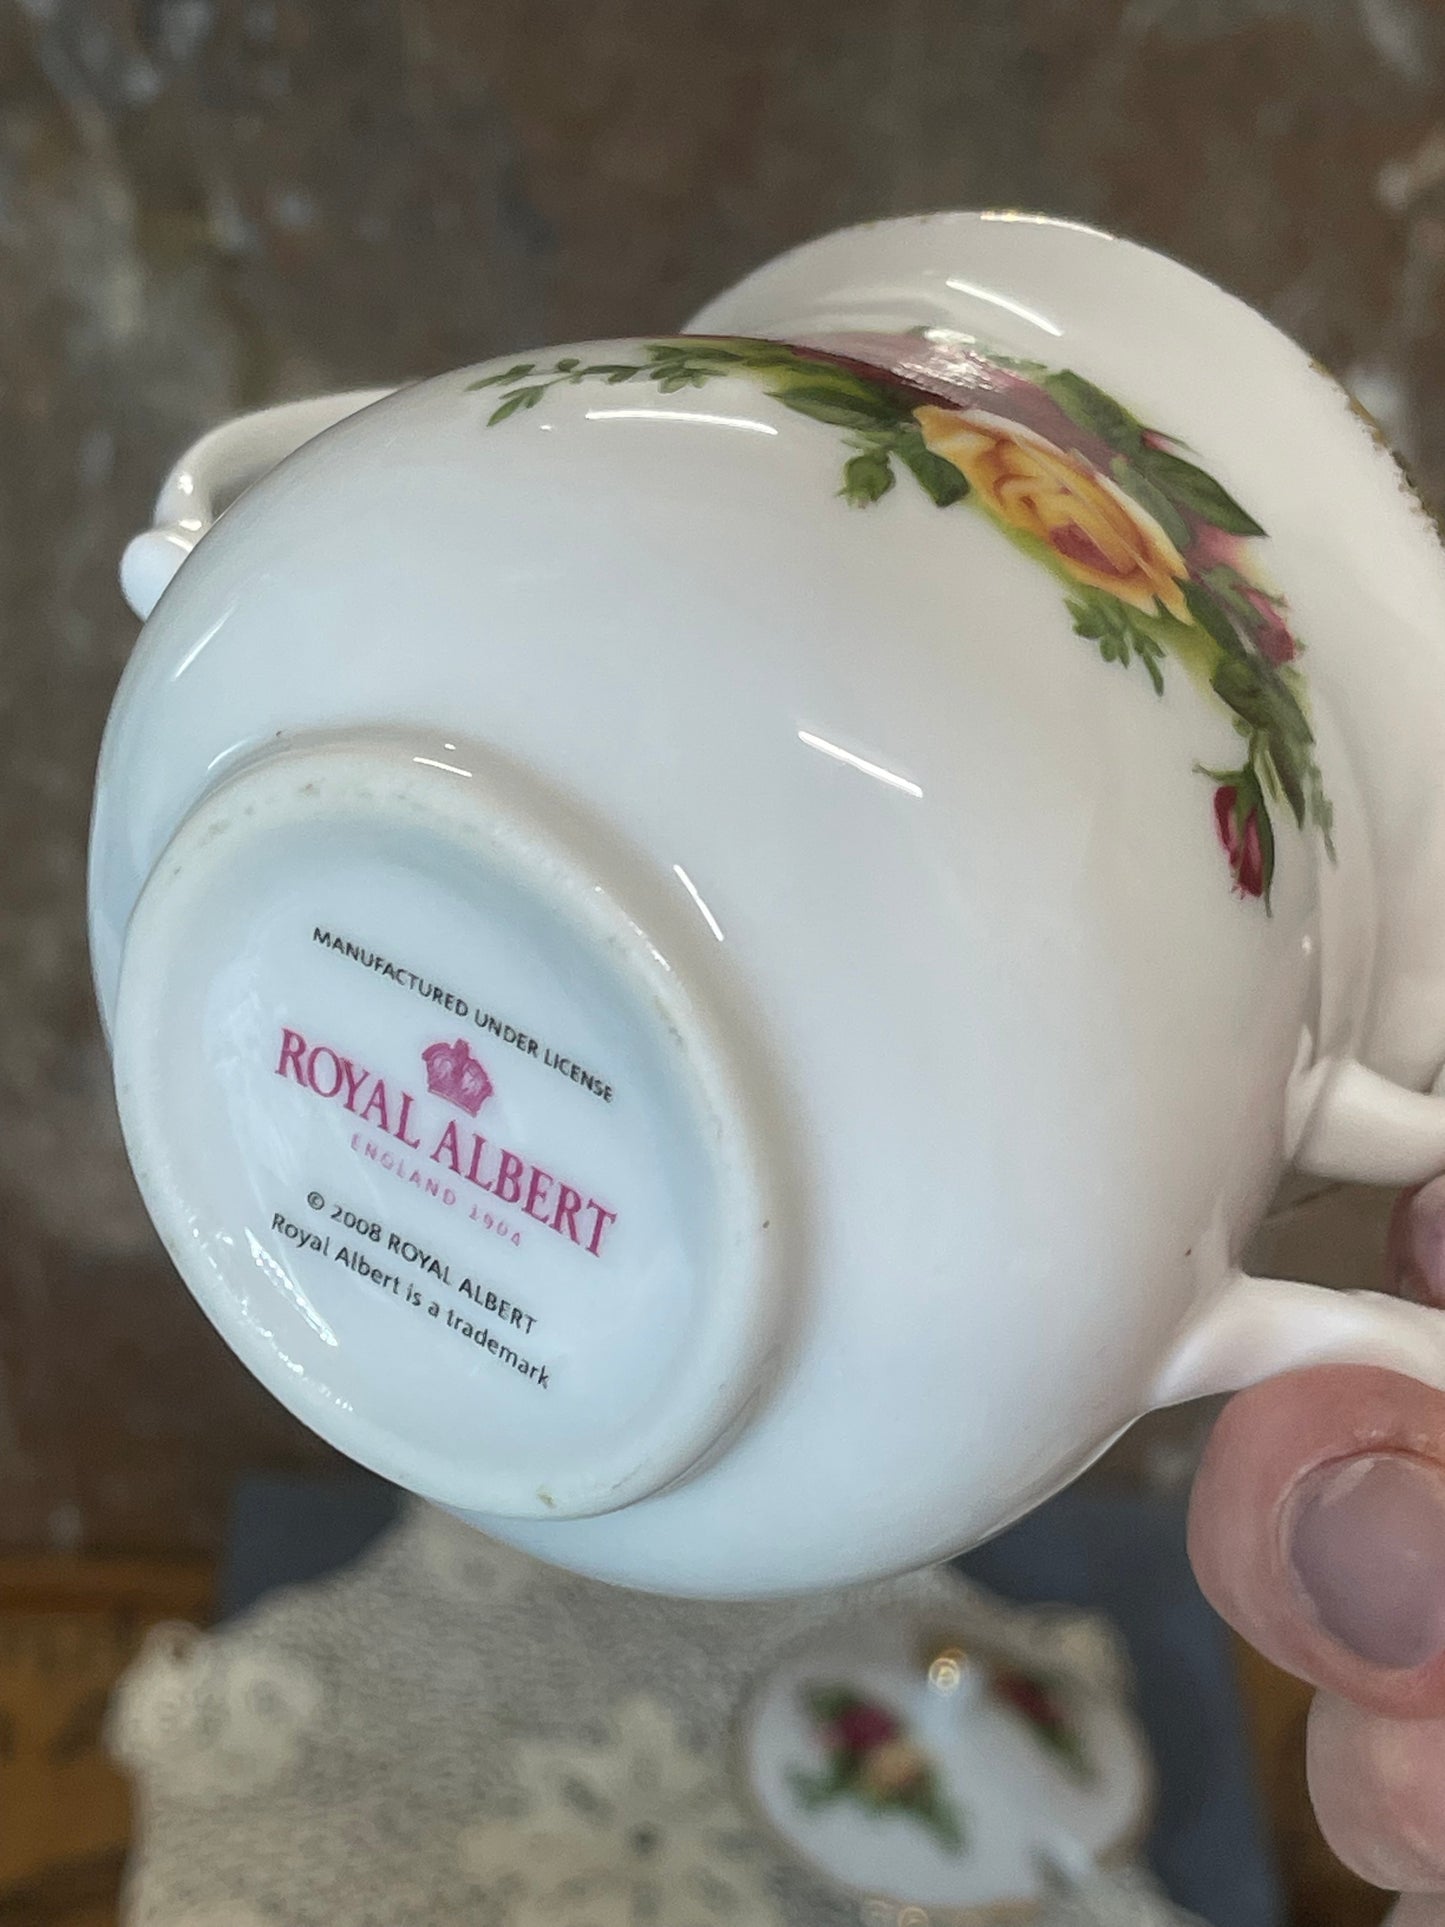 MANUFACTURED UNDER LICENSE
ROYAL ALBERT
ENGLAND 1904
© 2008 ROYAL ALBERT
Royal Albert is a trademark